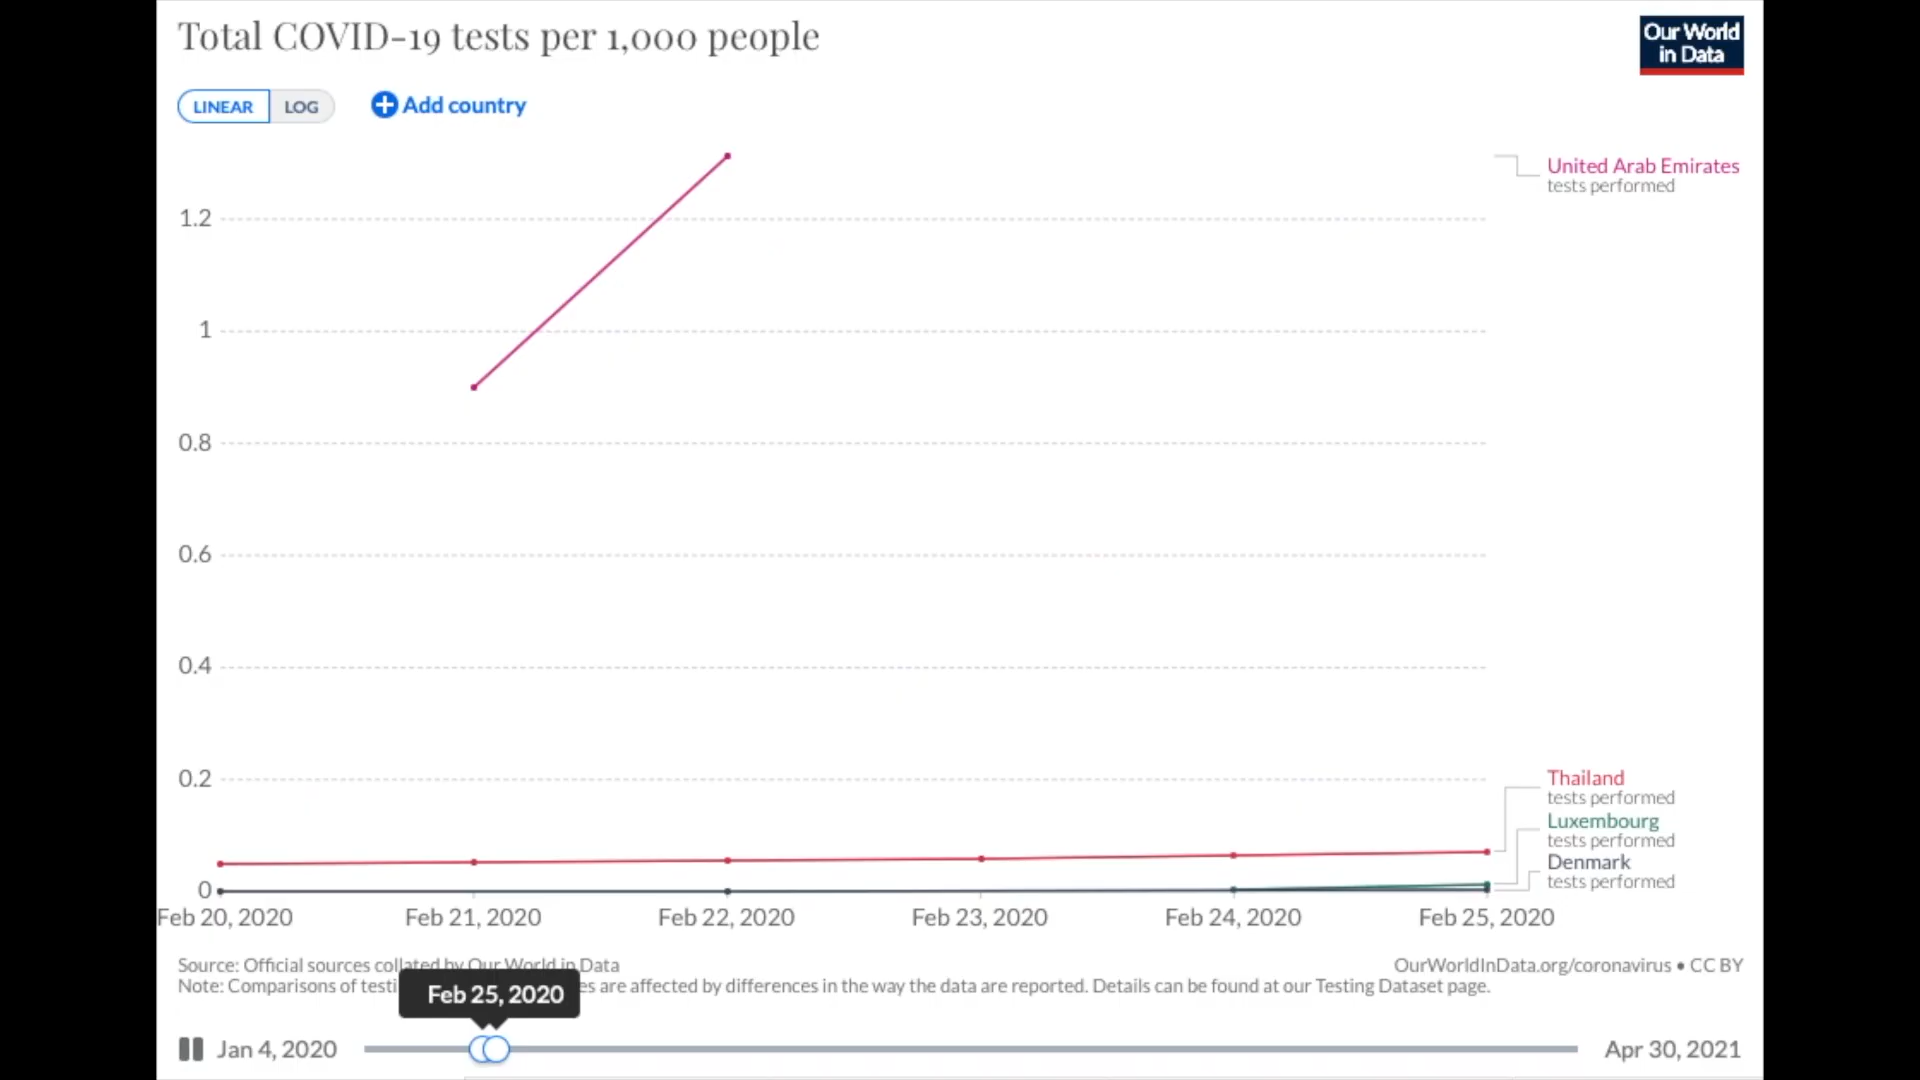 Total COVID-19 tests per 1,000 people
Our World
in Data
LINEAR LOG Add country
United Arab Emirates
tests performed
1.2
1
0.8
0.6
0.4
0.2
0
Thailand
tests performed
Luxembourg
tests performed
Denmark
tests performed
Feb 20, 2020 Feb 21, 2020 Feb 22, 2020 Feb 23, 2020 Feb 24, 2020 Feb 25, 2020
Source: Official sources collated by Our World in Data OurWorldInData.org/coronavirus • CC BY
Note: Comparisons of testi es are affected by differences in the way the data are reported. Details can be found at our Testing Dataset page.
Feb 25, 2020
Jan 4, 2020 Apr 30, 2021